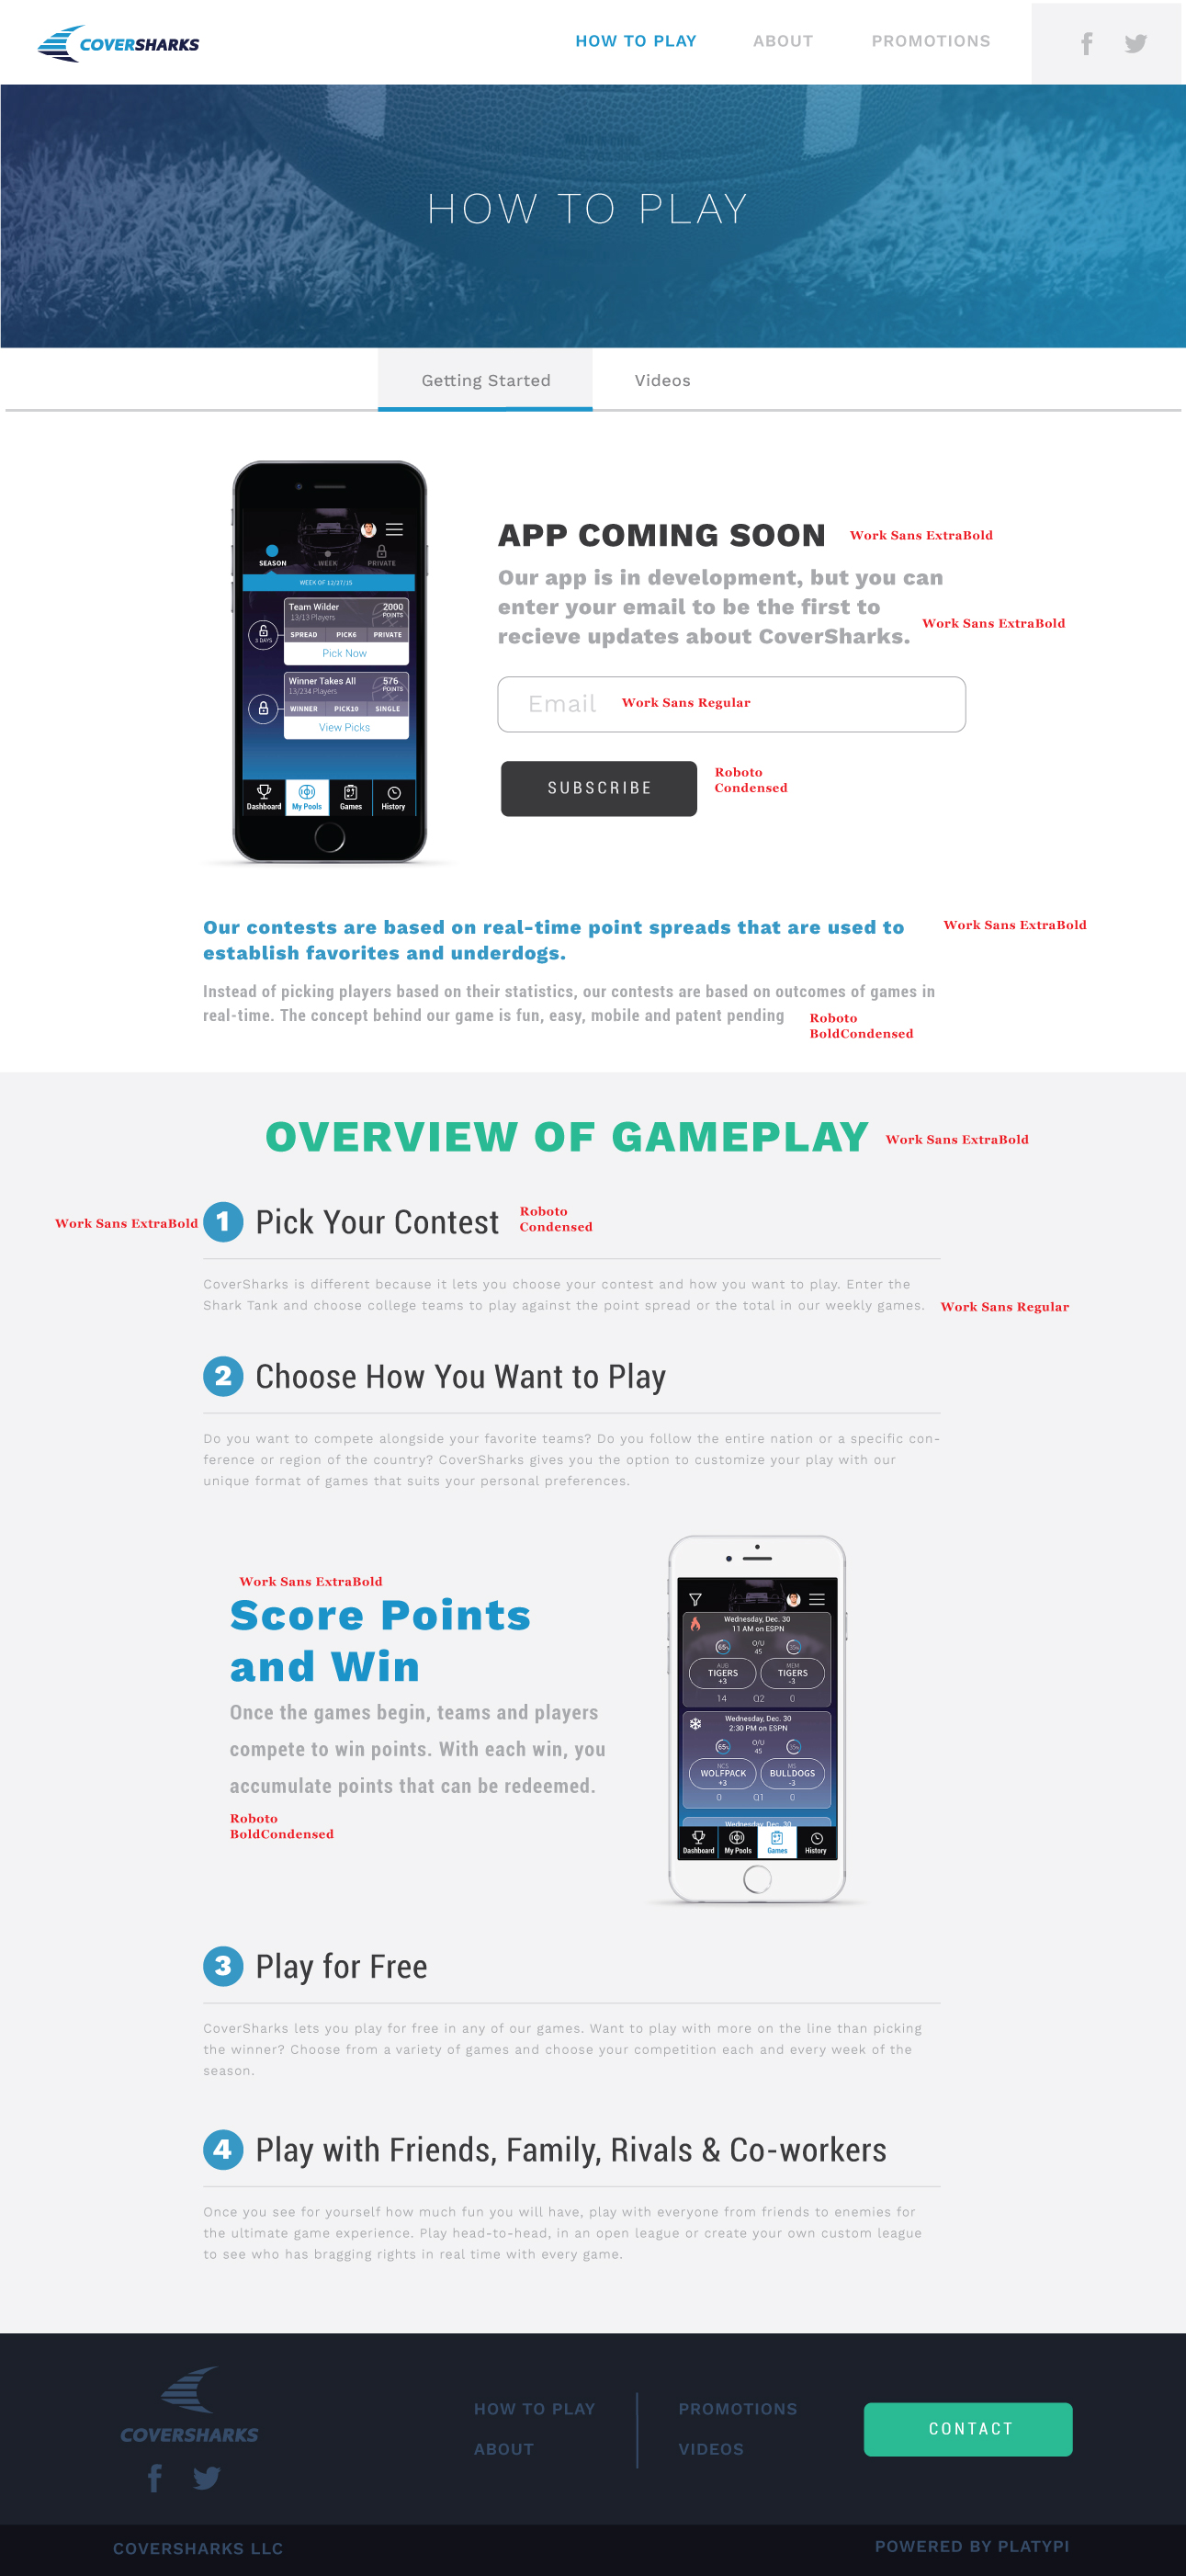 COVERSHARKS
HOW TO PLAY
ABOUT
PROMOTIONS
HOW TO PLAY
Getting Started
Videos
SEASON
WEEK
PRIVATE
WEEK OF 12/27/15
Team Wilder
13/13 Players
2000
POINTS
3 DAYS
SPREAD
PICK6
PRIVATE
Pick Now
Winner Takes All
13/234 Players
576
POINTS
WINNER
PICK10
SINGLE
View Picks
Dashboard
My Pools
Games
History
APP COMING SOON
Work Sans ExtraBold
Our app is in development, but you can
enter your email to be the first to
recieve updates about CoverSharks.
Work Sans ExtraBold
Email
Work Sans Regular
SUBSCRIBE
Roboto
Condensed
Our contests are based on real-time point spreads that are used to
establish favorites and underdogs.
Work Sans ExtraBold
Instead of picking players based on their statistics, our contests are based on outcomes of games in
real-time. The concept behind our game is fun, easy, mobile and patent pending
Roboto
BoldCondensed
OVERVIEW OF GAMEPLAY
Work Sans ExtraBold
Work Sans ExtraBold
1 Pick Your Contest
Roboto
Condensed
CoverSharks is different because it lets you choose your contest and how you want to play. Enter the
Shark Tank and choose college teams to play against the point spread or the total in our weekly games.
Work Sans Regular
2 Choose How You Want to Play
Do you want to compete alongside your favorite teams? Do you follow the entire nation or a specific con-
ference or region of the country? CoverSharks gives you the option to customize your play with our
unique format of games that suits your personal preferences.
Work Sans ExtraBold
Score Points
and Win
Once the games begin, teams and players
compete to win points. With each win, you
accumulate points that can be redeemed.
Roboto
BoldCondensed
Wednesday, Dec. 30
11 AM on ESPN
65%
O/U
45
35%
AUB
TIGERS
+3
MEM
TIGERS
-3
14
Q2
0
Wednesday, Dec. 30
2:30 PM on ESPN
65%
O/U
45
35%
NCS
WOLFPACK
+3
MS
BULLDOGS
-3
0
Q1
0
Wednesday, Dec. 30
Dashboard
My Pools
Games
History
3 Play for Free
CoverSharks lets you play for free in any of our games. Want to play with more on the line than picking
the winner? Choose from a variety of games and choose your competition each and every week of the
season.
4 Play with Friends, Family, Rivals & Co-workers
Once you see for yourself how much fun you will have, play with everyone from friends to enemies for
the ultimate game experience. Play head-to-head, in an open league or create your own custom league
to see who has bragging rights in real time with every game.
COVERSHARKS
HOW TO PLAY
ABOUT
PROMOTIONS
VIDEOS
CONTACT
COVERSHARKS LLC
POWERED BY PLATYPI